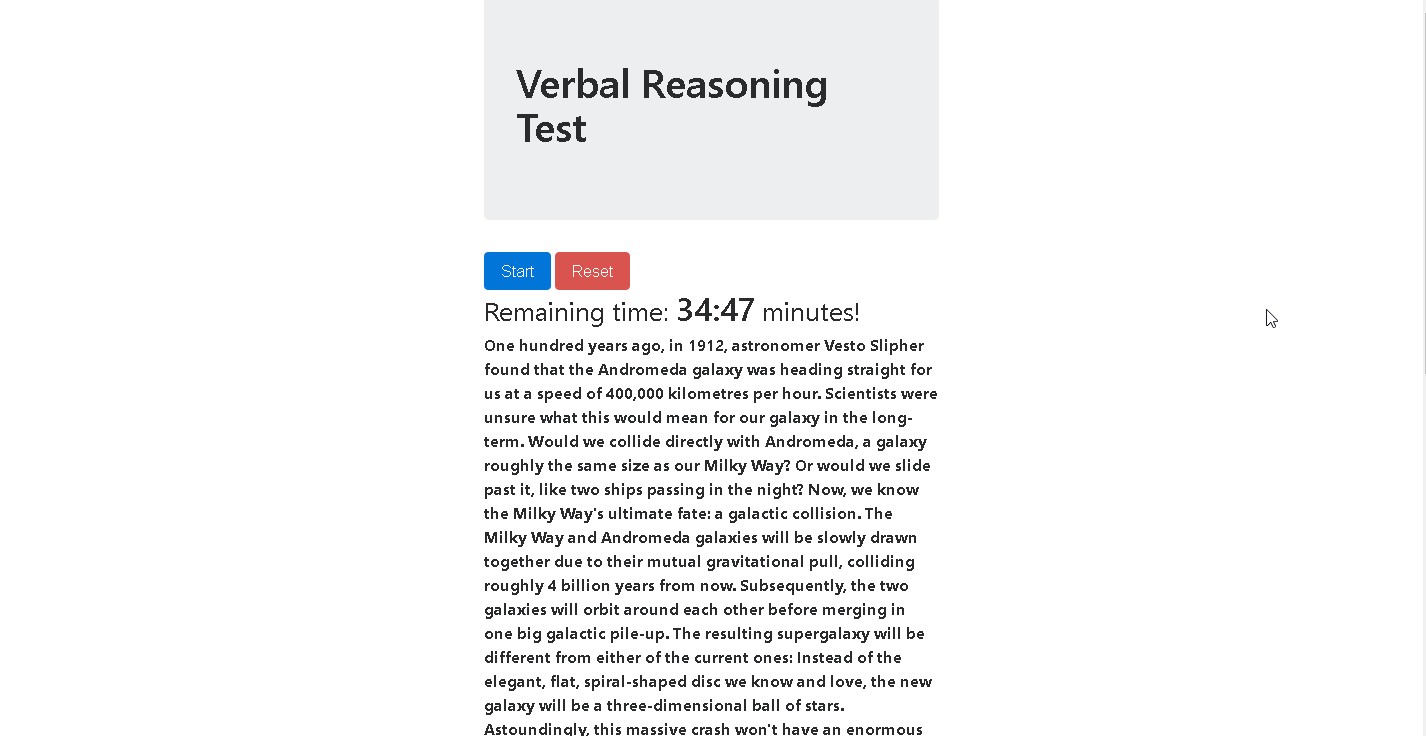 Verbal Reasoning
Test
Start Reset
Remaining time: 34:47 minutes!
One hundred years ago, in 1912, astronomer Vesto Slipher
found that the Andromeda galaxy was heading straight for
us at a speed of 400,000 kilometres per hour. Scientists were
unsure what this would mean for our galaxy in the long-
term. Would we collide directly with Andromeda, a galaxy
roughly the same size as our Milky Way? Or would we slide
past it, like two ships passing in the night? Now, we know
the Milky Way's ultimate fate: a galactic collision. The
Milky Way and Andromeda galaxies will be slowly drawn
together due to their mutual gravitational pull, colliding
roughly 4 billion years from now. Subsequently, the two
galaxies will orbit around each other before merging in
one big galactic pile-up. The resulting supergalaxy will be
different from either of the current ones: Instead of the
elegant, flat, spiral-shaped disc we know and love, the new
galaxy will be a three-dimensional ball of stars.
Astoundingly, this massive crash won't have an enormous